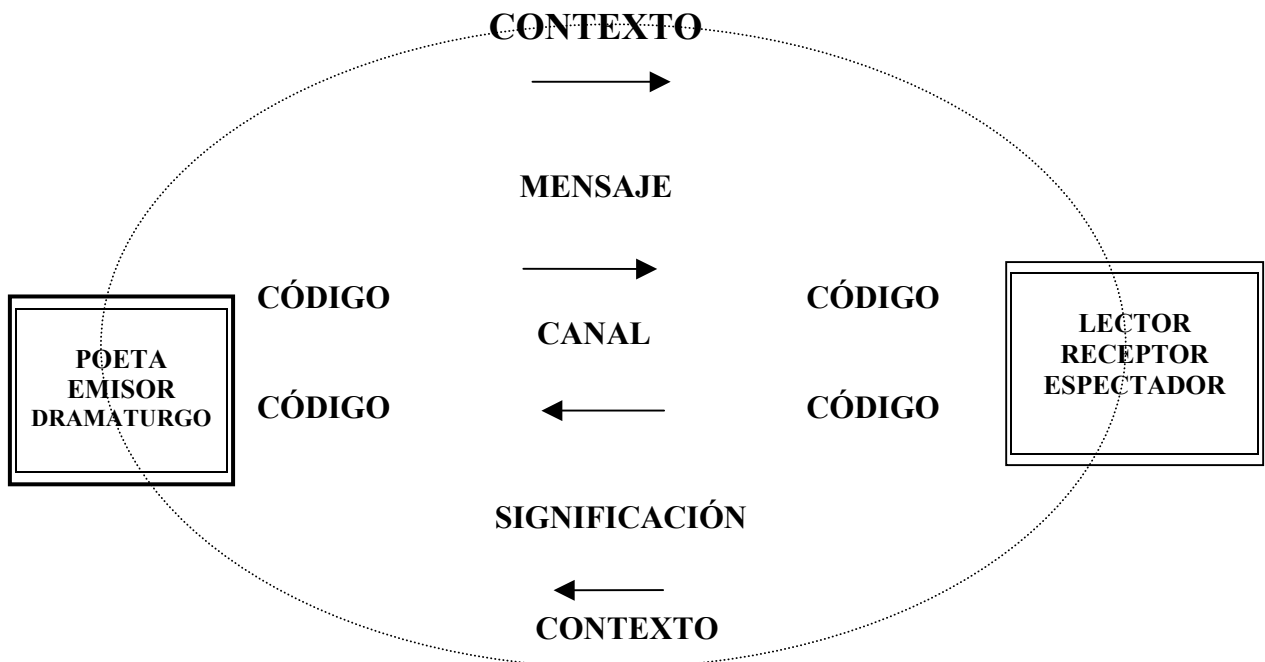 CONTEXTO
MENSAJE
CÓDIGO
CÓDIGO
CANAL
POETA
EMISOR
DRAMATURGO
LECTOR
RECEPTOR
ESPECTADOR
CÓDIGO
CÓDIGO
SIGNIFICACIÓN
CONTEXTO